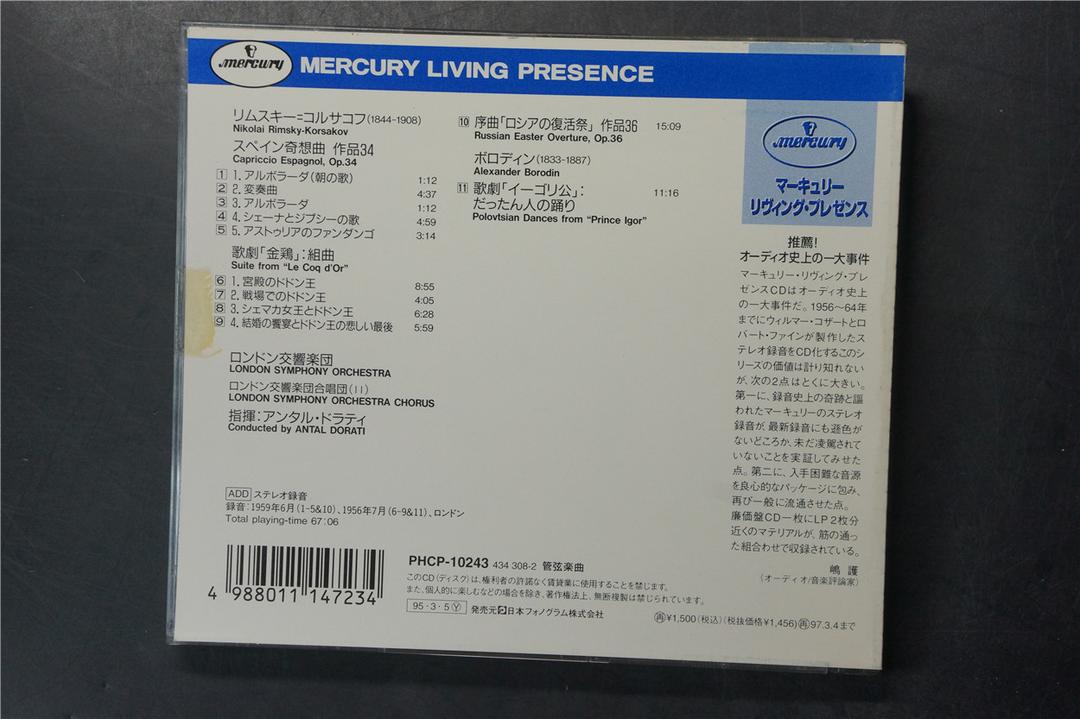 mercury
MERCURY LIVING PRESENCE
リムスキー=コルサコフ(1844-1908)
Nikolai Rimsky-Korsakov
スペイン奇想曲 作品34
Capriccio Espagnol, Op.34
1 1. アルボラーダ(朝の歌) 1:12
2 2. 変奏曲 4:37
3 3. アルボラーダ 1:12
4 4. シェーナとジプシーの歌 4:59
5 5. アストゥリアのファンダンゴ 3:14
歌劇「金鶏」:組曲
Suite from "Le Coq d'Or"
6 1. 宮殿のドドン王 8:55
7 2. 戦場でのドドン王 4:05
8 3. シェマカ女王とドドン王 6:28
9 4. 結婚の饗宴とドドン王の悲しい最後 5:59
ロンドン交響楽団
LONDON SYMPHONY ORCHESTRA
ロンドン交響楽団合唱団(11)
LONDON SYMPHONY ORCHESTRA CHORUS
指揮:アンタル・ドラティ
Conducted by ANTAL DORATI
10 序曲「ロシアの復活祭」 作品36 15:09
Russian Easter Overture, Op.36
ボロディン(1833-1887)
Alexander Borodin
11 歌劇「イーゴリ公」: 11:16
だったん人の踊り
Polovtsian Dances from "Prince Igor"
ADD ステレオ録音
録音:1959年6月(1-5&10)、1956年7月(6-9&11)、ロンドン
Total playing-time 67:06
4 988011 147234
PHCP-10243 434 308-2 管弦楽曲
このCD(ディスク)は、権利者の許諾なく賃貸業に使用することを禁じます。
また、個人的に楽しむなどの場合を除き、著作権法上、無断複製は禁じられています。
95・3・5 Ⓨ 発売元 日本フォノグラム株式会社
㊢¥1,500(税込)(税抜価格¥1,456)㊢97.3.4まで
mercury
マーキュリー
リヴィング・プレゼンス
推薦!
オーディオ史上の一大事件
マーキュリー・リヴィング・プレ
ゼンスCDはオーディオ史上
の一大事件だ。1956〜64年
までにウィルマー・コザートとロ
バート・ファインが製作したス
テレオ録音をCD化するこのシ
リーズの価値は計り知れない
が、次の2点はとくに大きい。
第一に、録音史上の奇跡と謳
われたマーキュリーのステレオ
録音が、最新録音にも遜色が
ないどころか、未だ凌駕されて
いないことを実証してみせた
点。第二に、入手困難な音源
を良心的なパッケージに包み、
再び一般に流通させた点。
廉価盤CD一枚にLP2枚分
近くのマテリアルが、筋の通っ
た組合わせで収録されている。
嶋 護
(オーディオ/音楽評論家)